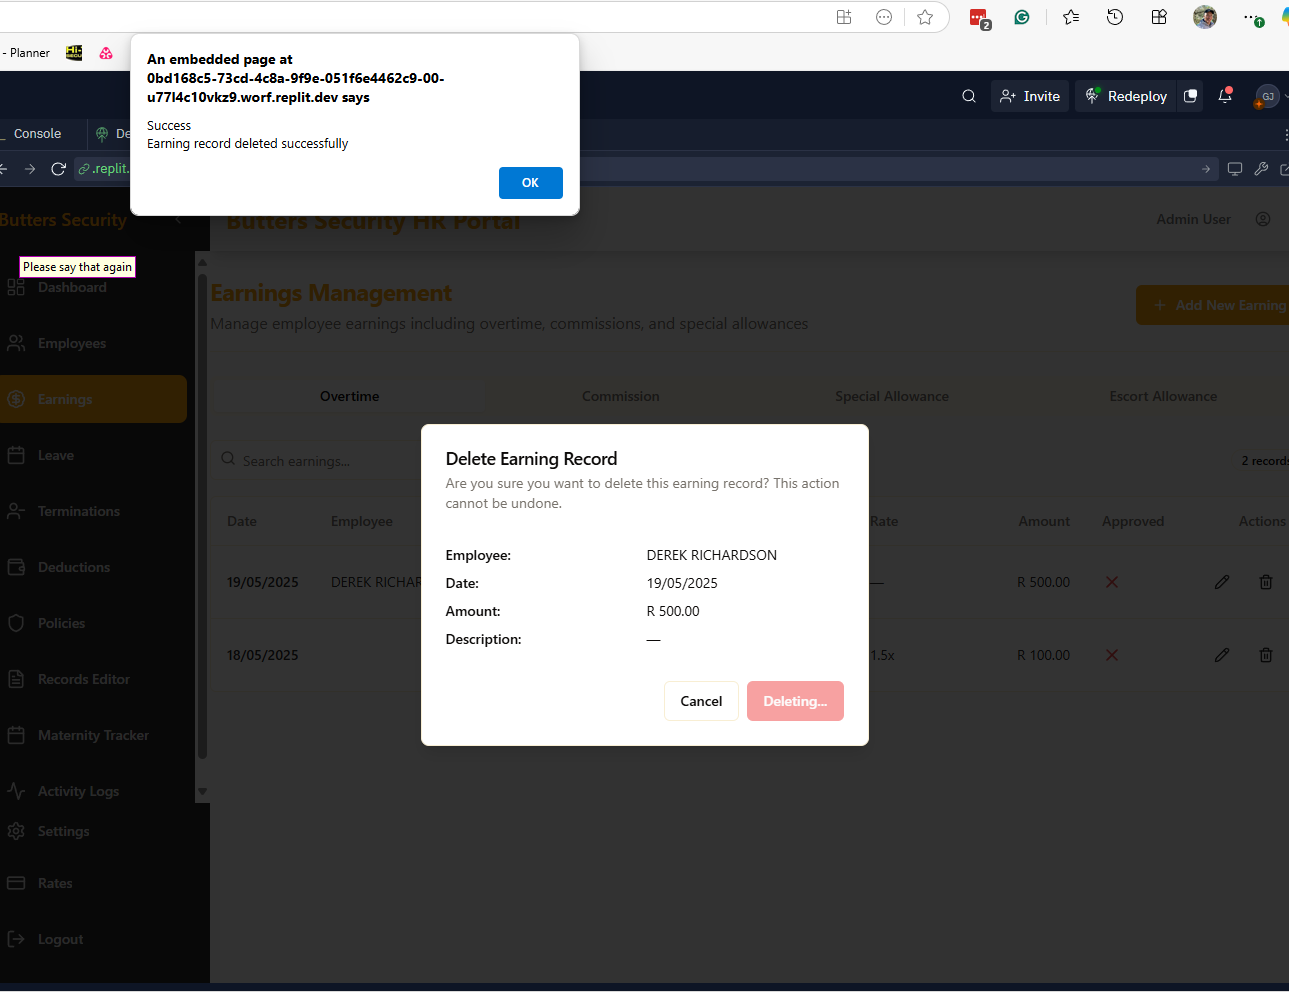 2
- Planner
HI-
SECU
An embedded page at
0bd168c5-73cd-4c8a-9f9e-051f6e4462c9-00-
u77l4c10vkz9.worf.replit.dev says
Success
Earning record deleted successfully
OK
Invite
Redeploy
GJ
Console
De
.replit.
Butters Security
Butters Security HR Portal
Admin User
Please say that again
Dashboard
Employees
Earnings
Leave
Terminations
Deductions
Policies
Records Editor
Maternity Tracker
Activity Logs
Settings
Rates
Logout
Earnings Management
Manage employee earnings including overtime, commissions, and special allowances
+ Add New Earning
Overtime
Commission
Special Allowance
Escort Allowance
Search earnings...
2 records
Date
Employee
Rate
Amount
Approved
Actions
19/05/2025
DEREK RICHAR
—
R 500.00
18/05/2025
1.5x
R 100.00
Delete Earning Record
Are you sure you want to delete this earning record? This action
cannot be undone.
Employee: DEREK RICHARDSON
Date: 19/05/2025
Amount: R 500.00
Description: —
Cancel
Deleting...